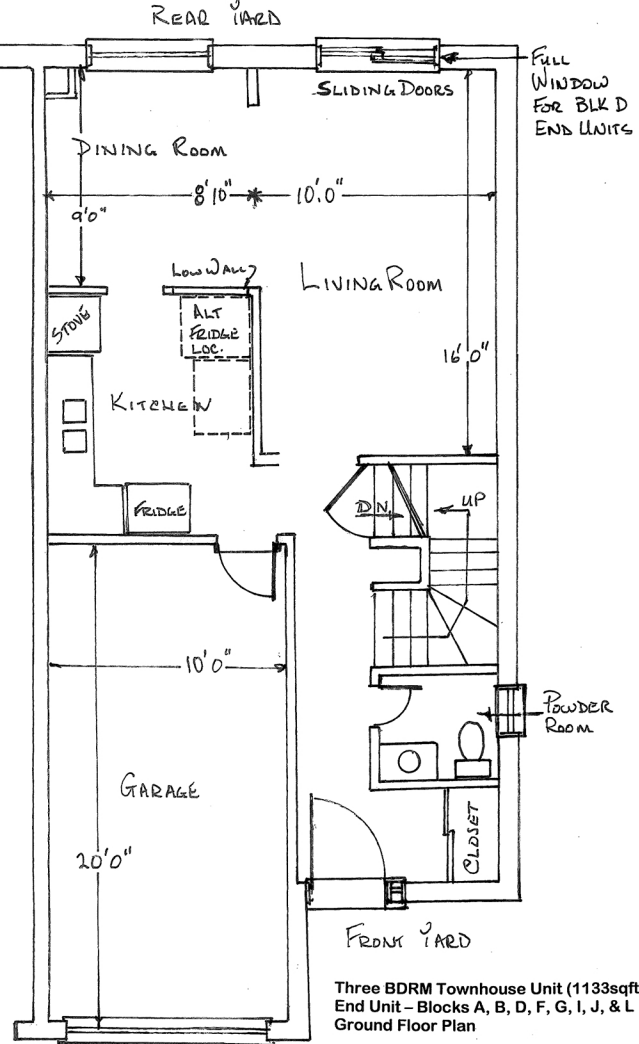 REAR YARD
FULL
WINDOW
FOR BLK D
END UNITS
SLIDING DOORS
DINING ROOM
8'10"
10'.0"
9'0"
LOW WALL
LIVING ROOM
STOVE
ALT
FRIDGE
LOC.
16'.0"
KITCHEN
FRIDGE
DN.
UP
10'0"
POWDER
ROOM
GARAGE
CLOSET
20'0"
FRONT YARD
Three BDRM Townhouse Unit (1133sqft
End Unit – Blocks A, B, D, F, G, I, J, & L
Ground Floor Plan